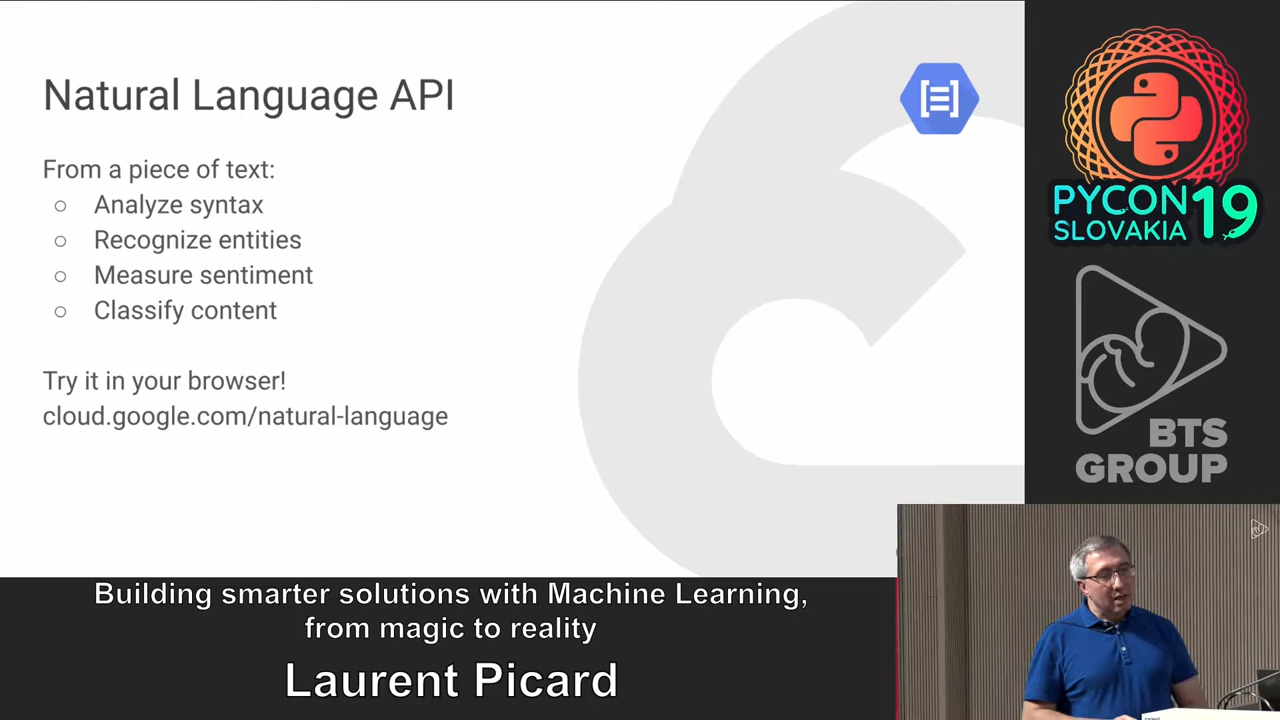 Natural Language API
From a piece of text:
○ Analyze syntax
○ Recognize entities
○ Measure sentiment
○ Classify content
Try it in your browser!
cloud.google.com/natural-language
PYCON 19
SLOVAKIA
BTS
GROUP
Building smarter solutions with Machine Learning,
from magic to reality
Laurent Picard